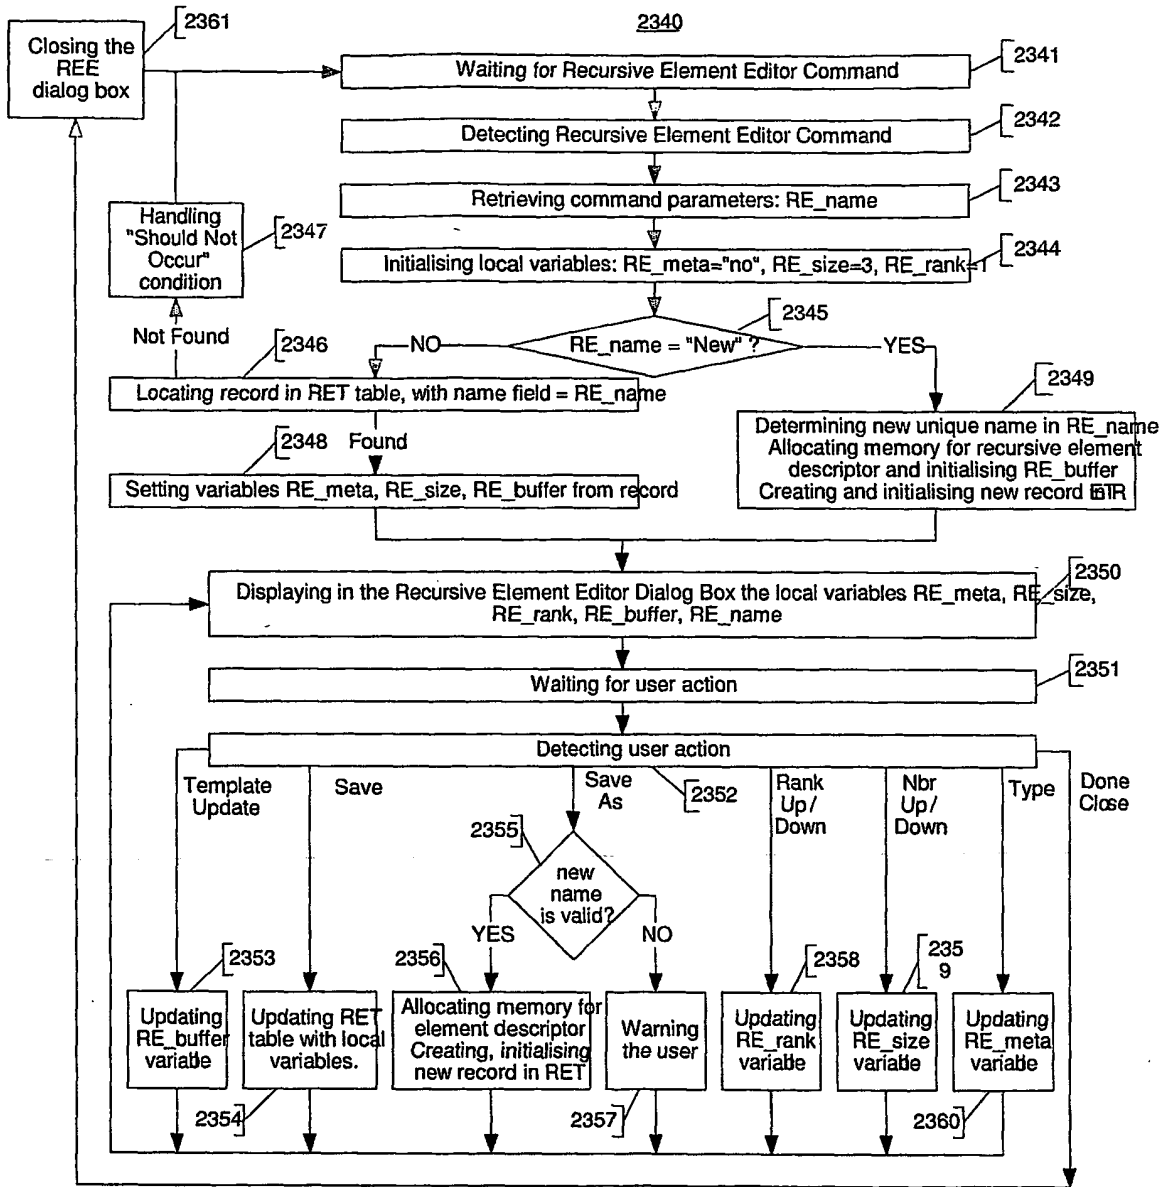 2340
2361
Closing the
REE
dialog box
2341
Waiting for Recursive Element Editor Command
2342
Detecting Recursive Element Editor Command
2343
Retrieving command parameters: RE_name
2344
Initialising local variables: RE_meta="no", RE_size=3, RE_rank=1
Handling
"Should Not
Occur"
condition
2347
2345
RE_name = "New" ?
NO
YES
Not Found
2346
Locating record in RET table, with name field = RE_name
2349
Determining new unique name in RE_name
Allocating memory for recursive element
descriptor and initialising RE_buffer
Creating and initialising new record
2348
Found
Setting variables RE_meta, RE_size, RE_buffer from record
2350
Displaying in the Recursive Element Editor Dialog Box the local variables RE_meta, RE_size,
RE_rank, RE_buffer, RE_name
2351
Waiting for user action
Detecting user action
2352
Template
Update
Save
Save
As
Rank
Up/
Down
Nbr
Up/
Down
Type
Done
Close
2355
new
name
is valid?
YES
NO
2353
Updating
RE_buffer
variable
Updating RET
table with local
variables.
2354
2356
Allocating memory for
element descriptor
Creating, initialising
new record in RET
Warning
the user
2357
2358
Updating
RE_rank
variable
235
9
Updating
RE_size
variable
Updating
RE_meta
variable
2360